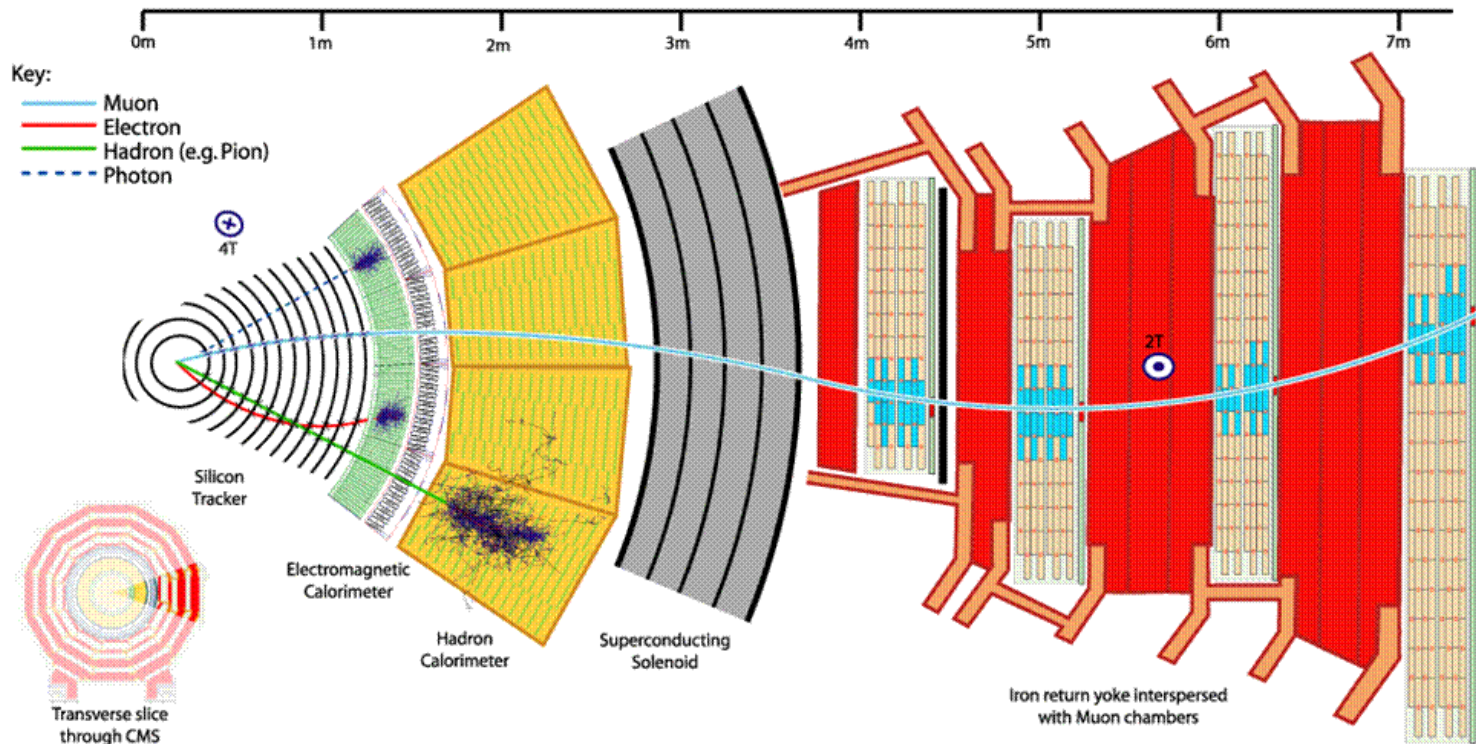 0m 1m 2m 3m 4m 5m 6m 7m
Key:
Muon
Electron
Hadron (e.g. Pion)
Photon
4T
2T
Silicon
Tracker
Electromagnetic
Calorimeter
Hadron
Calorimeter
Superconducting
Solenoid
Iron return yoke interspersed
with Muon chambers
Transverse slice
through CMS